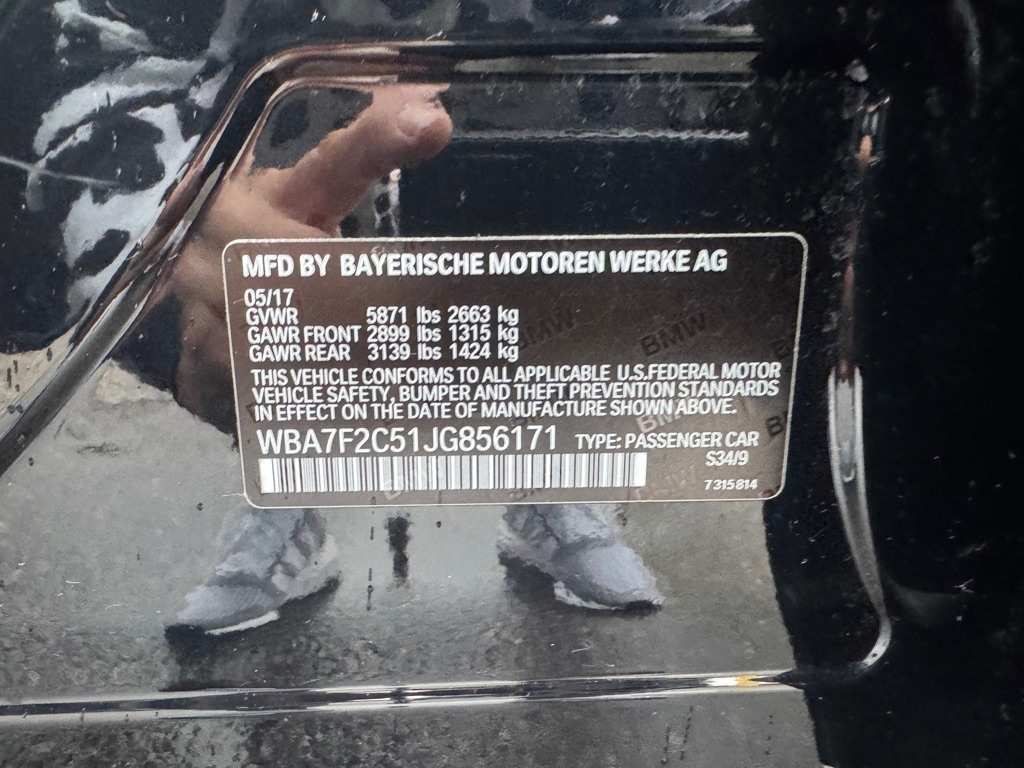 MFD BY BAYERISCHE MOTOREN WERKE AG
05/17
GVWR 5871 lbs 2663 kg
GAWR FRONT 2899 lbs 1315 kg
GAWR REAR 3139 lbs 1424 kg
THIS VEHICLE CONFORMS TO ALL APPLICABLE U.S.FEDERAL MOTOR
VEHICLE SAFETY, BUMPER AND THEFT PREVENTION STANDARDS
IN EFFECT ON THE DATE OF MANUFACTURE SHOWN ABOVE.
WBA7F2C51JG856171 TYPE: PASSENGER CAR
S34/9
7315814
BMW
BMW